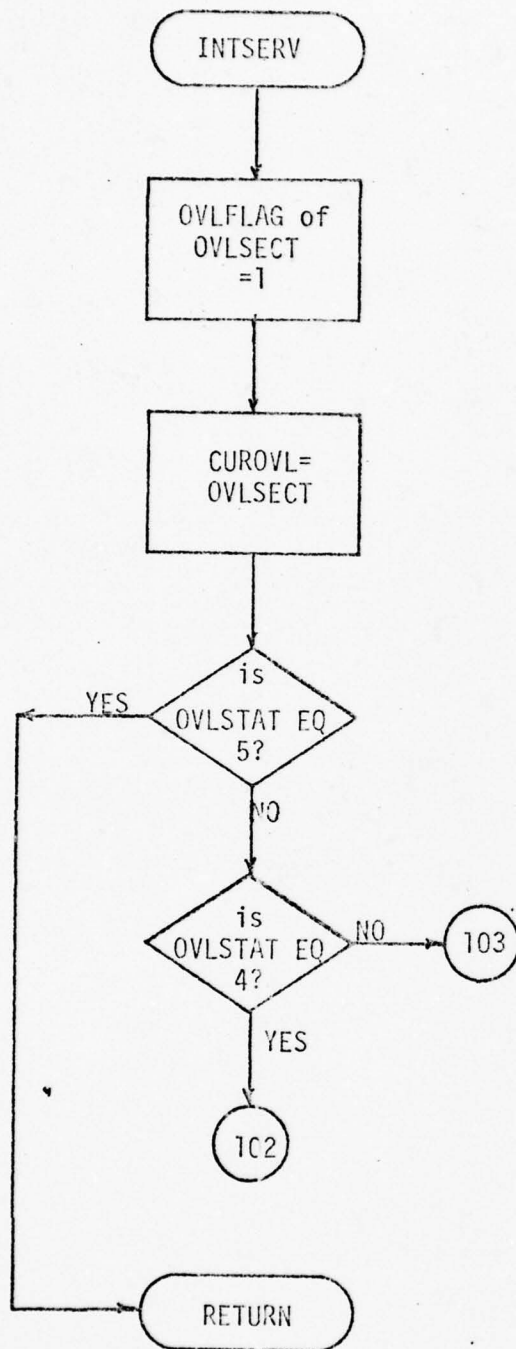 INTSERV
OVLFLAG of
OVLSECT
=1
CUROVL=
OVLSECT
is
OVLSTAT EQ
5?
YES
NO
is
OVLSTAT EQ
4?
NO
103
YES
102
RETURN